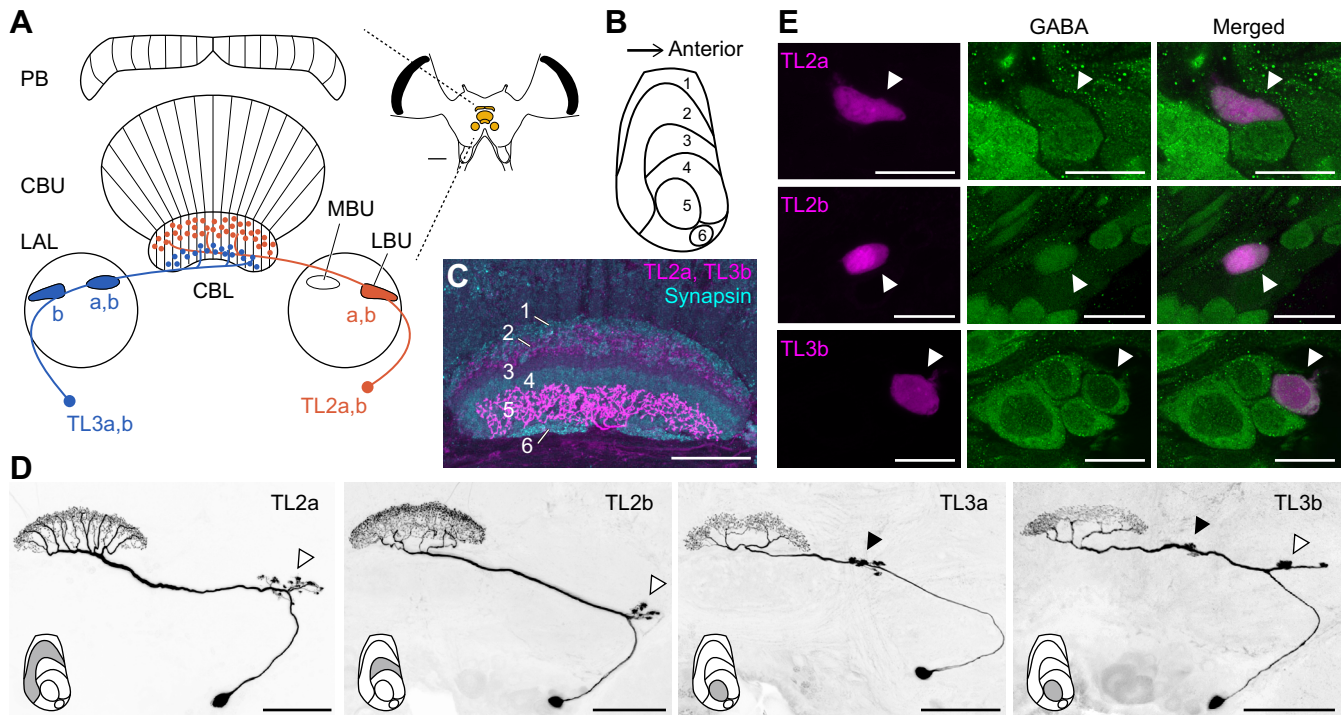 A
PB
CBU
LAL
MBU
LBU
CBL
b
a,b
a,b
TL3a,b
TL2a,b
B
Anterior
1
2
3
4
5
6
C
TL2a, TL3b
Synapsin
1
2
3
4
5
6
E
GABA
Merged
TL2a
TL2b
TL3b
D
TL2a
TL2b
TL3a
TL3b